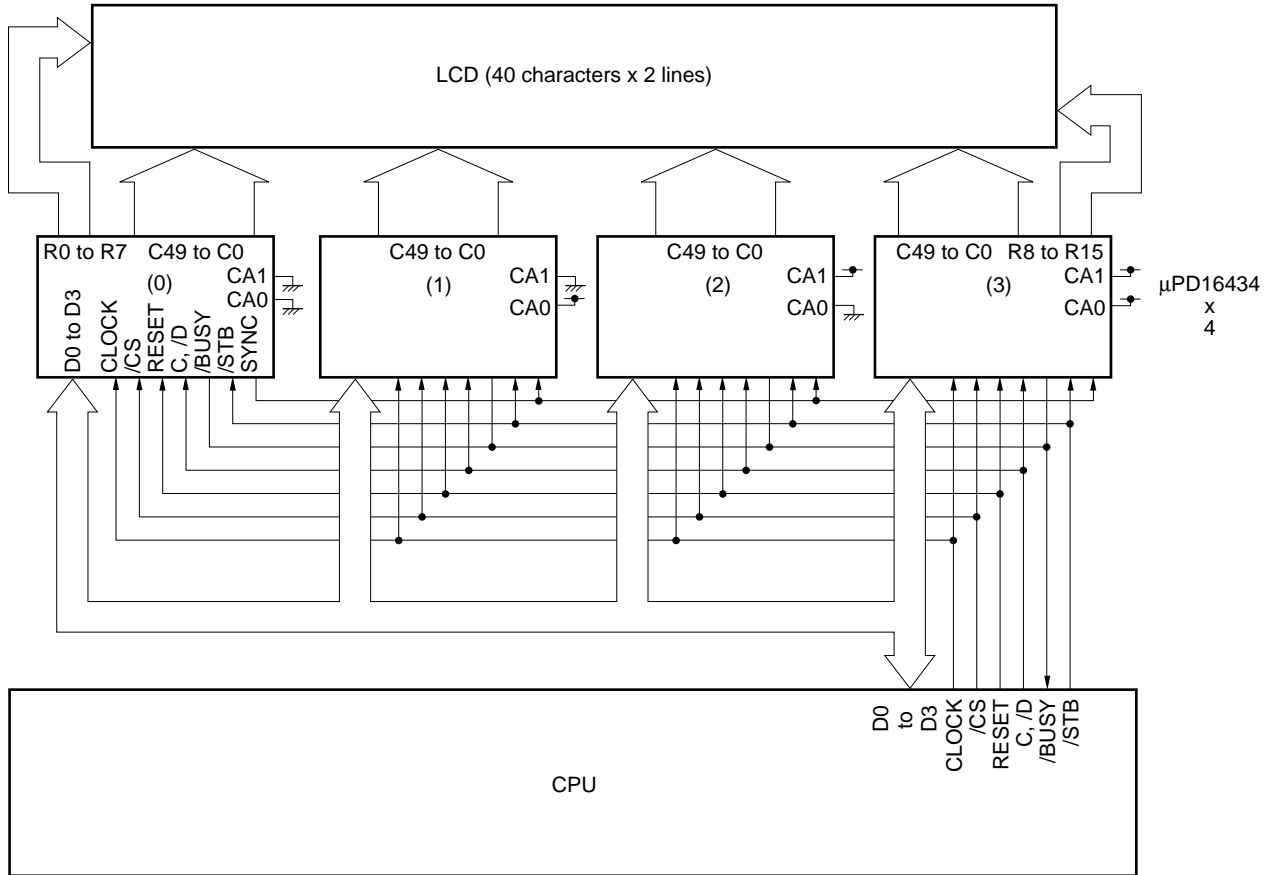 LCD (40 characters x 2 lines)
R0 to R7
C49 to C0
(0)
CA1
CA0
D0 to D3
CLOCK
/CS
RESET
C, /D
/BUSY
/STB
SYNC
C49 to C0
(1)
CA1
CA0
C49 to C0
(2)
CA1
CA0
C49 to C0
R8 to R15
(3)
CA1
CA0
μPD16434
x
4
D0
to
D3
CLOCK
/CS
RESET
C, /D
/BUSY
/STB
CPU